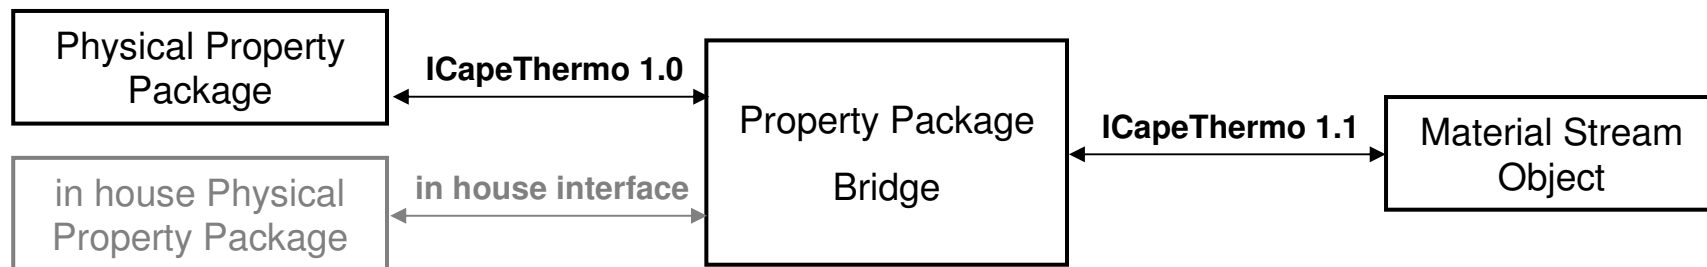 Physical Property
Package
ICapeThermo 1.0
in house Physical
Property Package
in house interface
Property Package
Bridge
ICapeThermo 1.1
Material Stream
Object